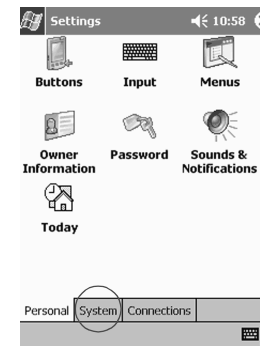 Settings 10:58
Buttons Input Menus
Owner Information Password Sounds & Notifications
Today
Personal System Connections